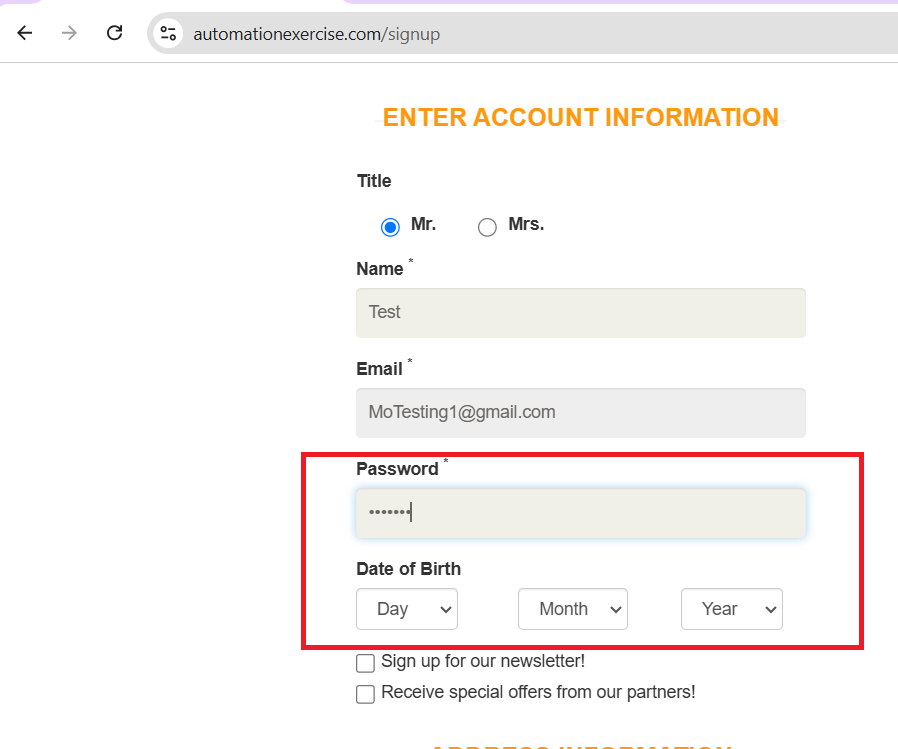 automationexercise.com/signup
ENTER ACCOUNT INFORMATION
Title
Mr. Mrs.
Name *
Test
Email *
MoTesting1@gmail.com
Password *
•••••••
Date of Birth
Day Month Year
Sign up for our newsletter!
Receive special offers from our partners!